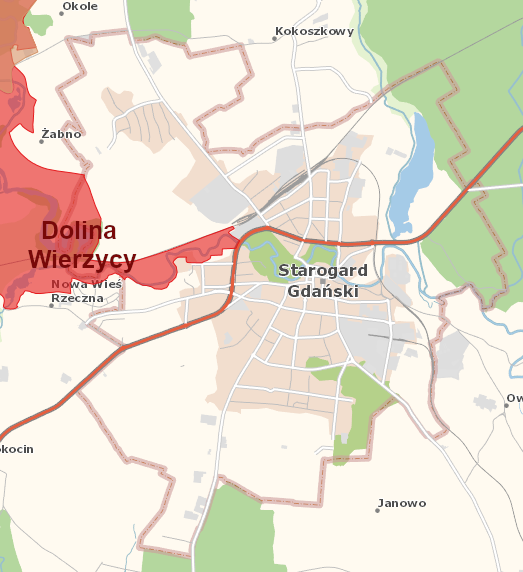 Okole
Kokoszkowy
Żabno
Dolina
Wierzycy
Starogard
Gdański
Nowa Wieś
Rzeczna
Ow
okocin
Janowo